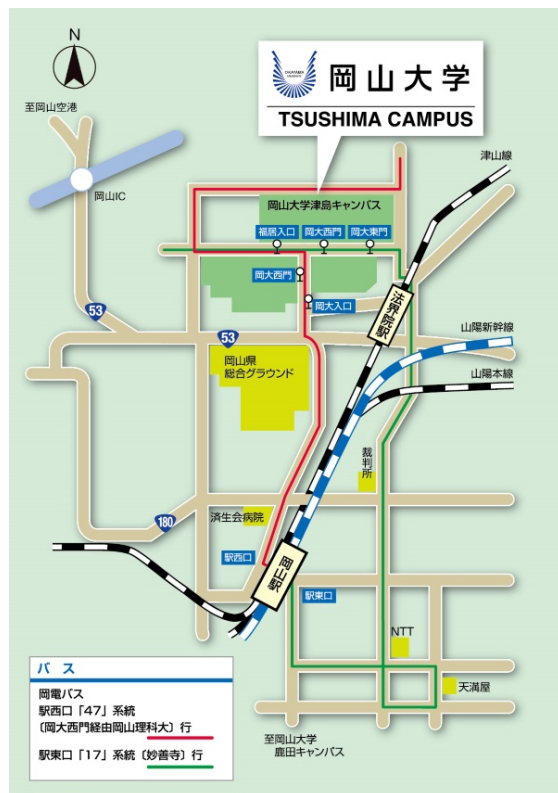 N
至岡山空港
岡山IC
OKAYAMA
UNIVERSITY
岡山大学
TSUSHIMA CAMPUS
津山線
岡山大学津島キャンパス
福居入口
岡大西門
岡大東門
岡大西門
岡大入口
法界院駅
53
53
山陽新幹線
山陽本線
岡山県
総合グラウンド
裁判所
180
済生会病院
駅西口
岡山駅
駅東口
NTT
天満屋
至岡山大学
鹿田キャンパス
バス
岡電バス
駅西口「47」系統
〔岡大西門経由岡山理科大〕行
駅東口「17」系統〔妙善寺〕行